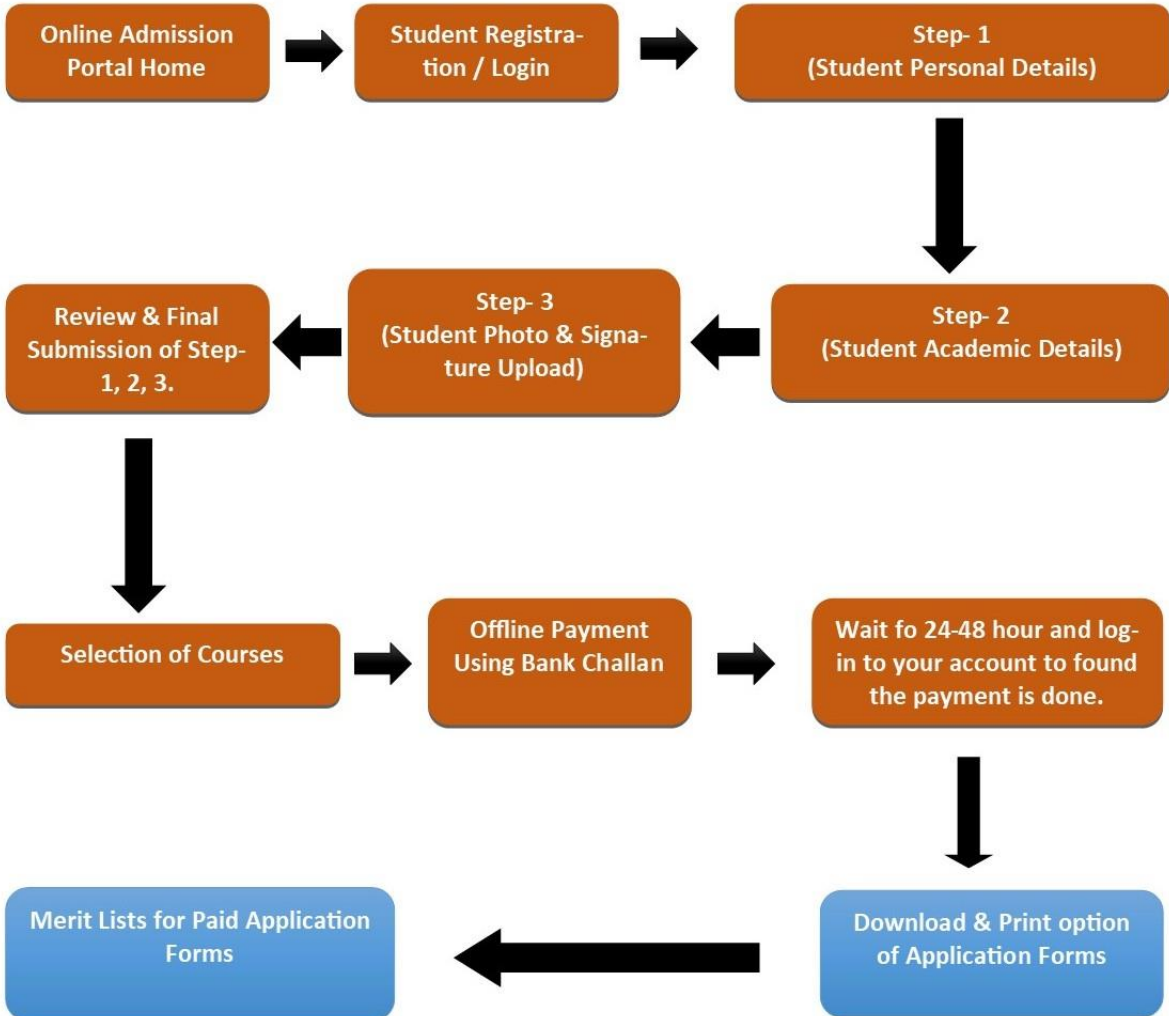 Online Admission
Portal Home
Student Registra-
tion / Login
Step- 1
(Student Personal Details)
Step- 2
(Student Academic Details)
Step- 3
(Student Photo & Signa-
ture Upload)
Review & Final
Submission of Step-
1, 2, 3.
Selection of Courses
Offline Payment
Using Bank Challan
Wait fo 24-48 hour and log-
in to your account to found
the payment is done.
Download & Print option
of Application Forms
Merit Lists for Paid Application
Forms